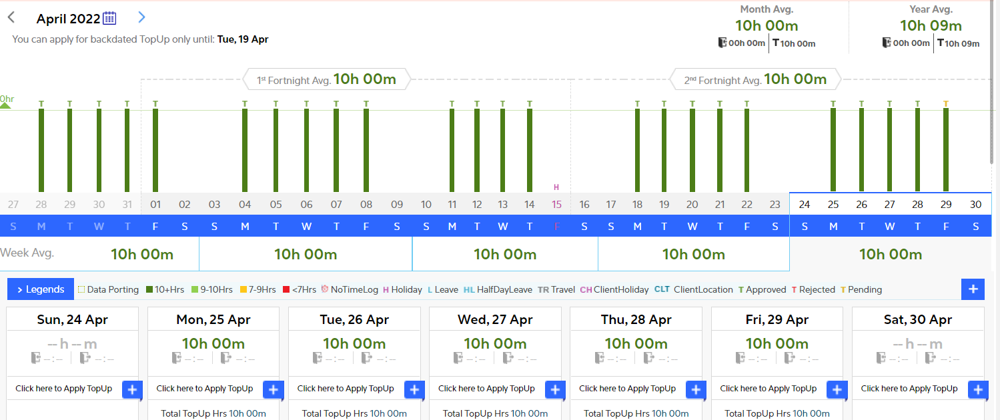 Month Avg.
Year Avg.
April 2022
10h 00m
10h 09m
You can apply for backdated TopUp only until: Tue, 19 Apr
00h 00m T 10h 00m
00h 00m T 10h 09m
1st Fortnight Avg. 10h 00m
2nd Fortnight Avg. 10h 00m
0hr
T T T T T T T T T T T T T T T T T T T T T T T T
H
27 28 29 30 31 01 02 03 04 05 06 07 08 09 10 11 12 13 14 15 16 17 18 19 20 21 22 23 24 25 26 27 28 29 30
S M T W T F S S M T W T F S S M T W T F S S M T W T F S S M T W T F S
Week Avg. 10h 00m 10h 00m 10h 00m 10h 00m 10h 00m
> Legends Data Porting 10+Hrs 9-10Hrs 7-9Hrs <7Hrs NoTimeLog H Holiday L Leave HL HalfDayLeave TR Travel CH ClientHoliday CLT ClientLocation T Approved T Rejected T Pending +
Sun, 24 Apr Mon, 25 Apr Tue, 26 Apr Wed, 27 Apr Thu, 28 Apr Fri, 29 Apr Sat, 30 Apr
-- h -- m 10h 00m 10h 00m 10h 00m 10h 00m 10h 00m -- h -- m
--:-- --:-- --:-- --:-- --:-- --:-- --:-- --:-- --:-- --:-- --:-- --:-- --:-- --:--
Click here to Apply TopUp + Click here to Apply TopUp + Click here to Apply TopUp + Click here to Apply TopUp + Click here to Apply TopUp + Click here to Apply TopUp + Click here to Apply TopUp +
Total TopUp Hrs 10h 00m Total TopUp Hrs 10h 00m Total TopUp Hrs 10h 00m Total TopUp Hrs 10h 00m Total TopUp Hrs 10h 00m